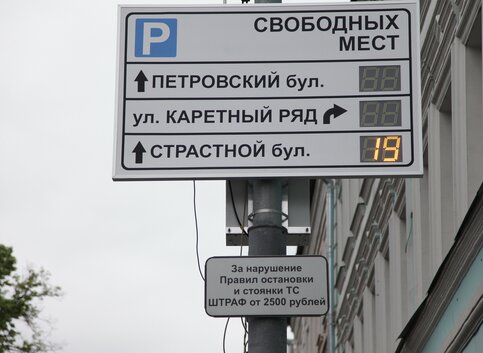 P СВОБОДНЫХ
МЕСТ
ПЕТРОВСКИЙ бул.
ул. КАРЕТНЫЙ РЯД
СТРАСТНОЙ бул. 19
За нарушение
Правил остановки
и стоянки ТС
ШТРАФ от 2500 рублей